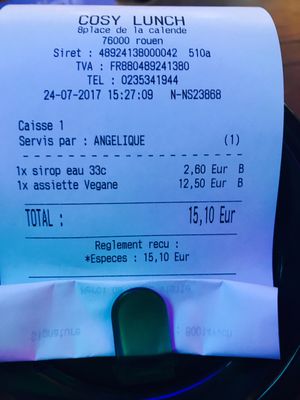 COSY LUNCH
8place de la calende
76000 rouen
Siret : 48924138000042 510a
TVA : FR880489241380
TEL : 0235341944
24-07-2017 15:27:09 N-NS23868
Caisse 1
Servis par : ANGELIQUE (1)
1x sirop eau 33c 2,60 Eur B
1x assiette Vegane 12,50 Eur B
TOTAL : 15,10 Eur
Reglement recu :
*Especes : 15,10 Eur
Signature